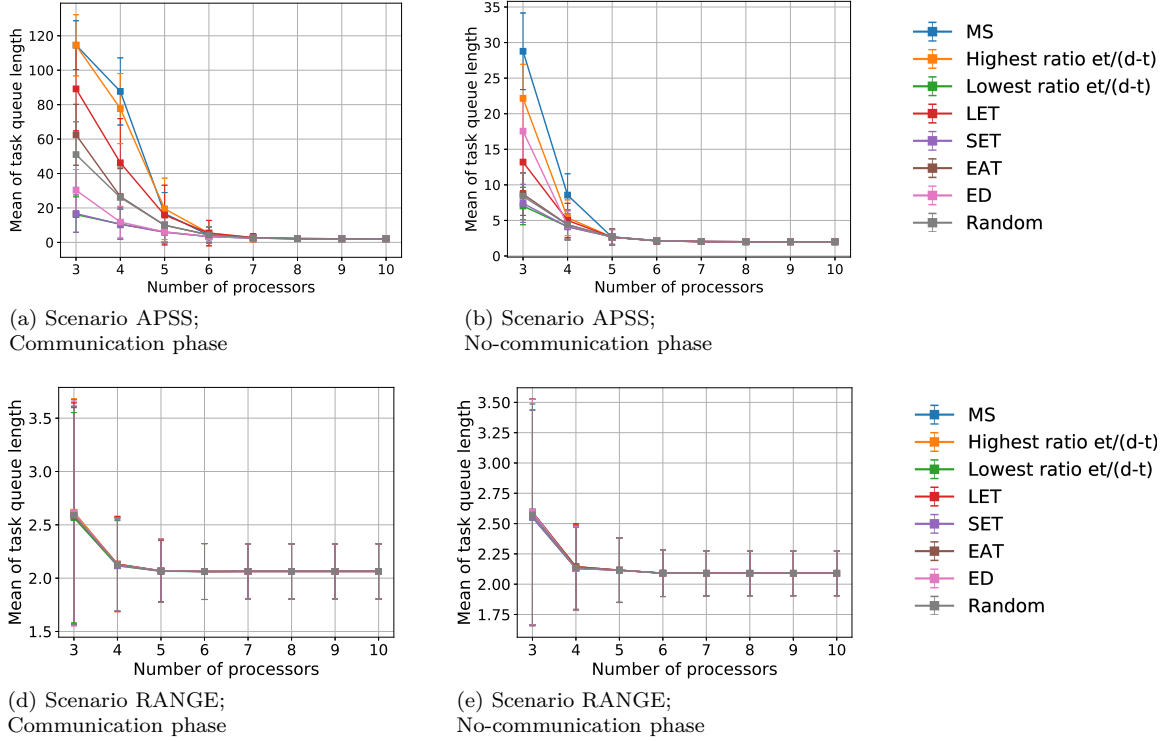 Mean of task queue length
120
100
80
60
40
20
0
3 4 5 6 7 8 9 10
Number of processors
(a) Scenario APSS;
Communication phase
Mean of task queue length
35
30
25
20
15
10
5
0
3 4 5 6 7 8 9 10
Number of processors
(b) Scenario APSS;
No-communication phase
MS
Highest ratio et/(d-t)
Lowest ratio et/(d-t)
LET
SET
EAT
ED
Random
Mean of task queue length
3.5
3.0
2.5
2.0
1.5
3 4 5 6 7 8 9 10
Number of processors
(d) Scenario RANGE;
Communication phase
Mean of task queue length
3.50
3.25
3.00
2.75
2.50
2.25
2.00
1.75
3 4 5 6 7 8 9 10
Number of processors
(e) Scenario RANGE;
No-communication phase
MS
Highest ratio et/(d-t)
Lowest ratio et/(d-t)
LET
SET
EAT
ED
Random